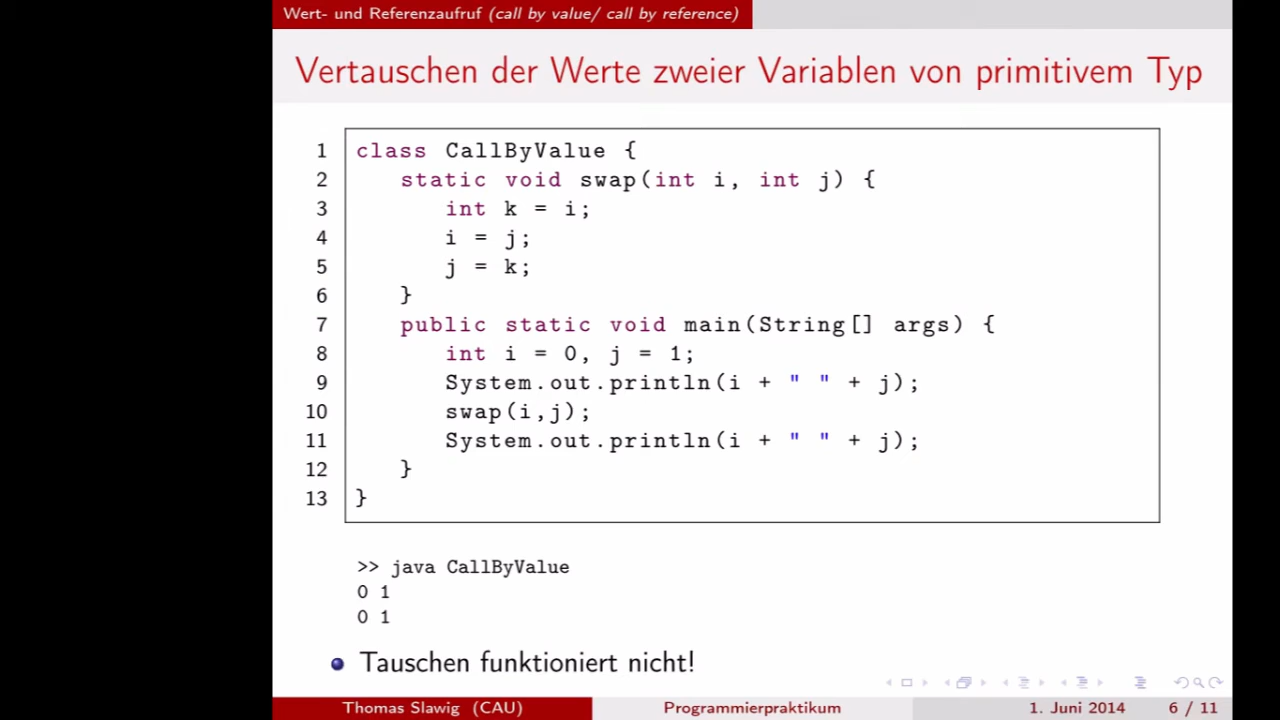 Wert- und Referenzaufruf (call by value/ call by reference)
Vertauschen der Werte zweier Variablen von primitivem Typ
1 class CallByValue {
2 static void swap(int i, int j) {
3 int k = i;
4 i = j;
5 j = k;
6 }
7 public static void main(String[] args) {
8 int i = 0, j = 1;
9 System.out.println(i + " " + j);
10 swap(i,j);
11 System.out.println(i + " " + j);
12 }
13 }
>> java CallByValue
0 1
0 1
Tauschen funktioniert nicht!
Thomas Slawig (CAU) Programmierpraktikum 1. Juni 2014 6 / 11